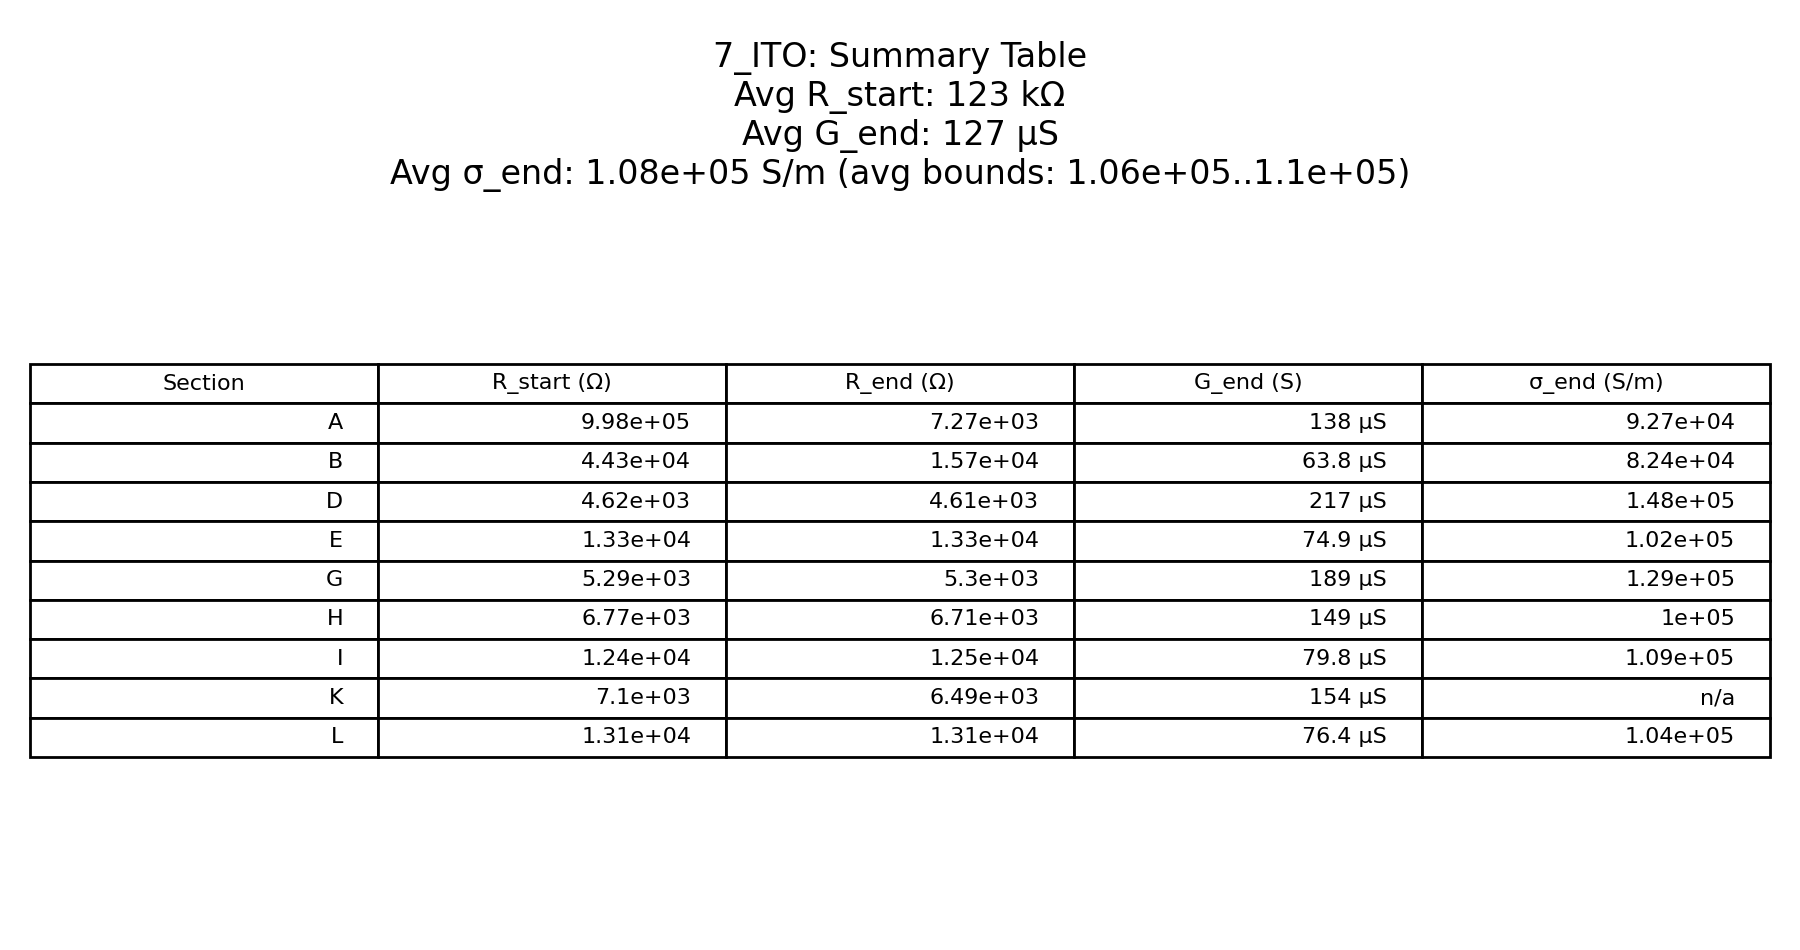 7_ITO: Summary Table
Avg R_start: 123 kΩ
Avg G_end: 127 µS
Avg σ_end: 1.08e+05 S/m (avg bounds: 1.06e+05..1.1e+05)
Section R_start (Ω) R_end (Ω) G_end (S) σ_end (S/m)
A 9.98e+05 7.27e+03 138 µS 9.27e+04
B 4.43e+04 1.57e+04 63.8 µS 8.24e+04
D 4.62e+03 4.61e+03 217 µS 1.48e+05
E 1.33e+04 1.33e+04 74.9 µS 1.02e+05
G 5.29e+03 5.3e+03 189 µS 1.29e+05
H 6.77e+03 6.71e+03 149 µS 1e+05
I 1.24e+04 1.25e+04 79.8 µS 1.09e+05
K 7.1e+03 6.49e+03 154 µS n/a
L 1.31e+04 1.31e+04 76.4 µS 1.04e+05